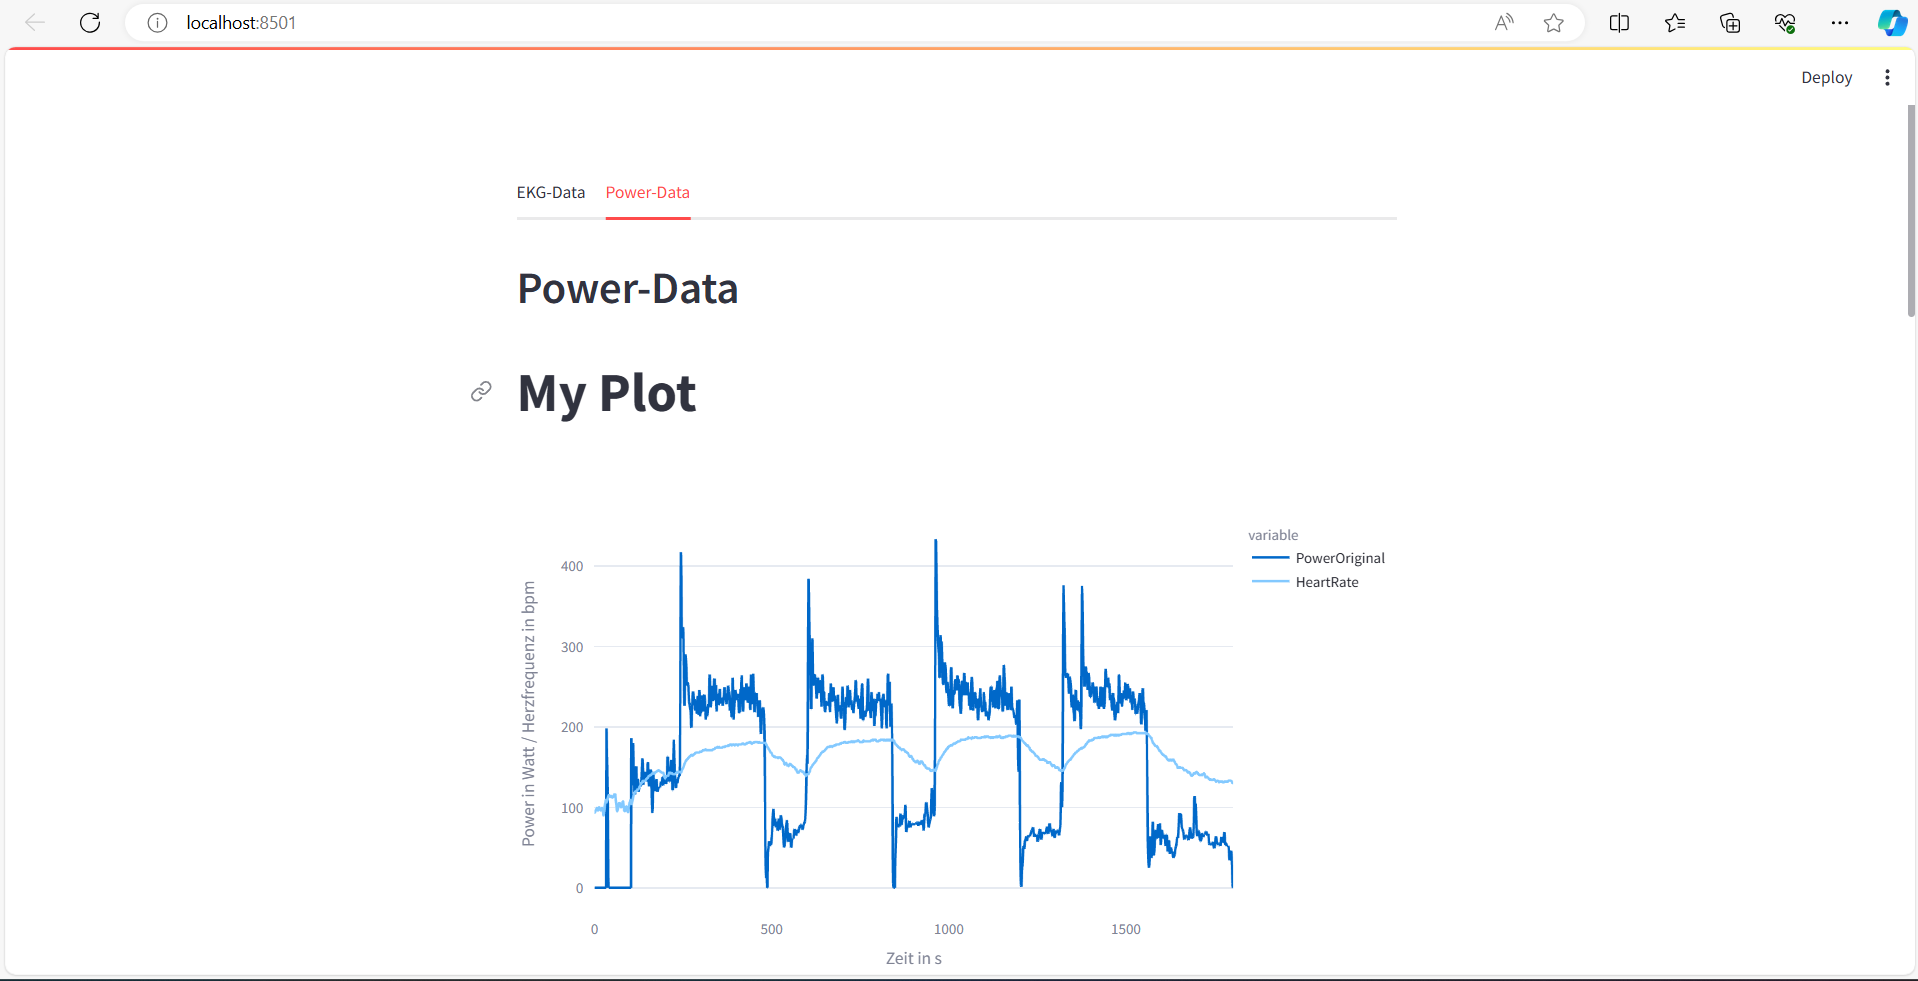 localhost:8501
Deploy
EKG-Data Power-Data
Power-Data
My Plot
variable
PowerOriginal
HeartRate
Power in Watt / Herzfrequenz in bpm
400
300
200
100
0
0 500 1000 1500
Zeit in s